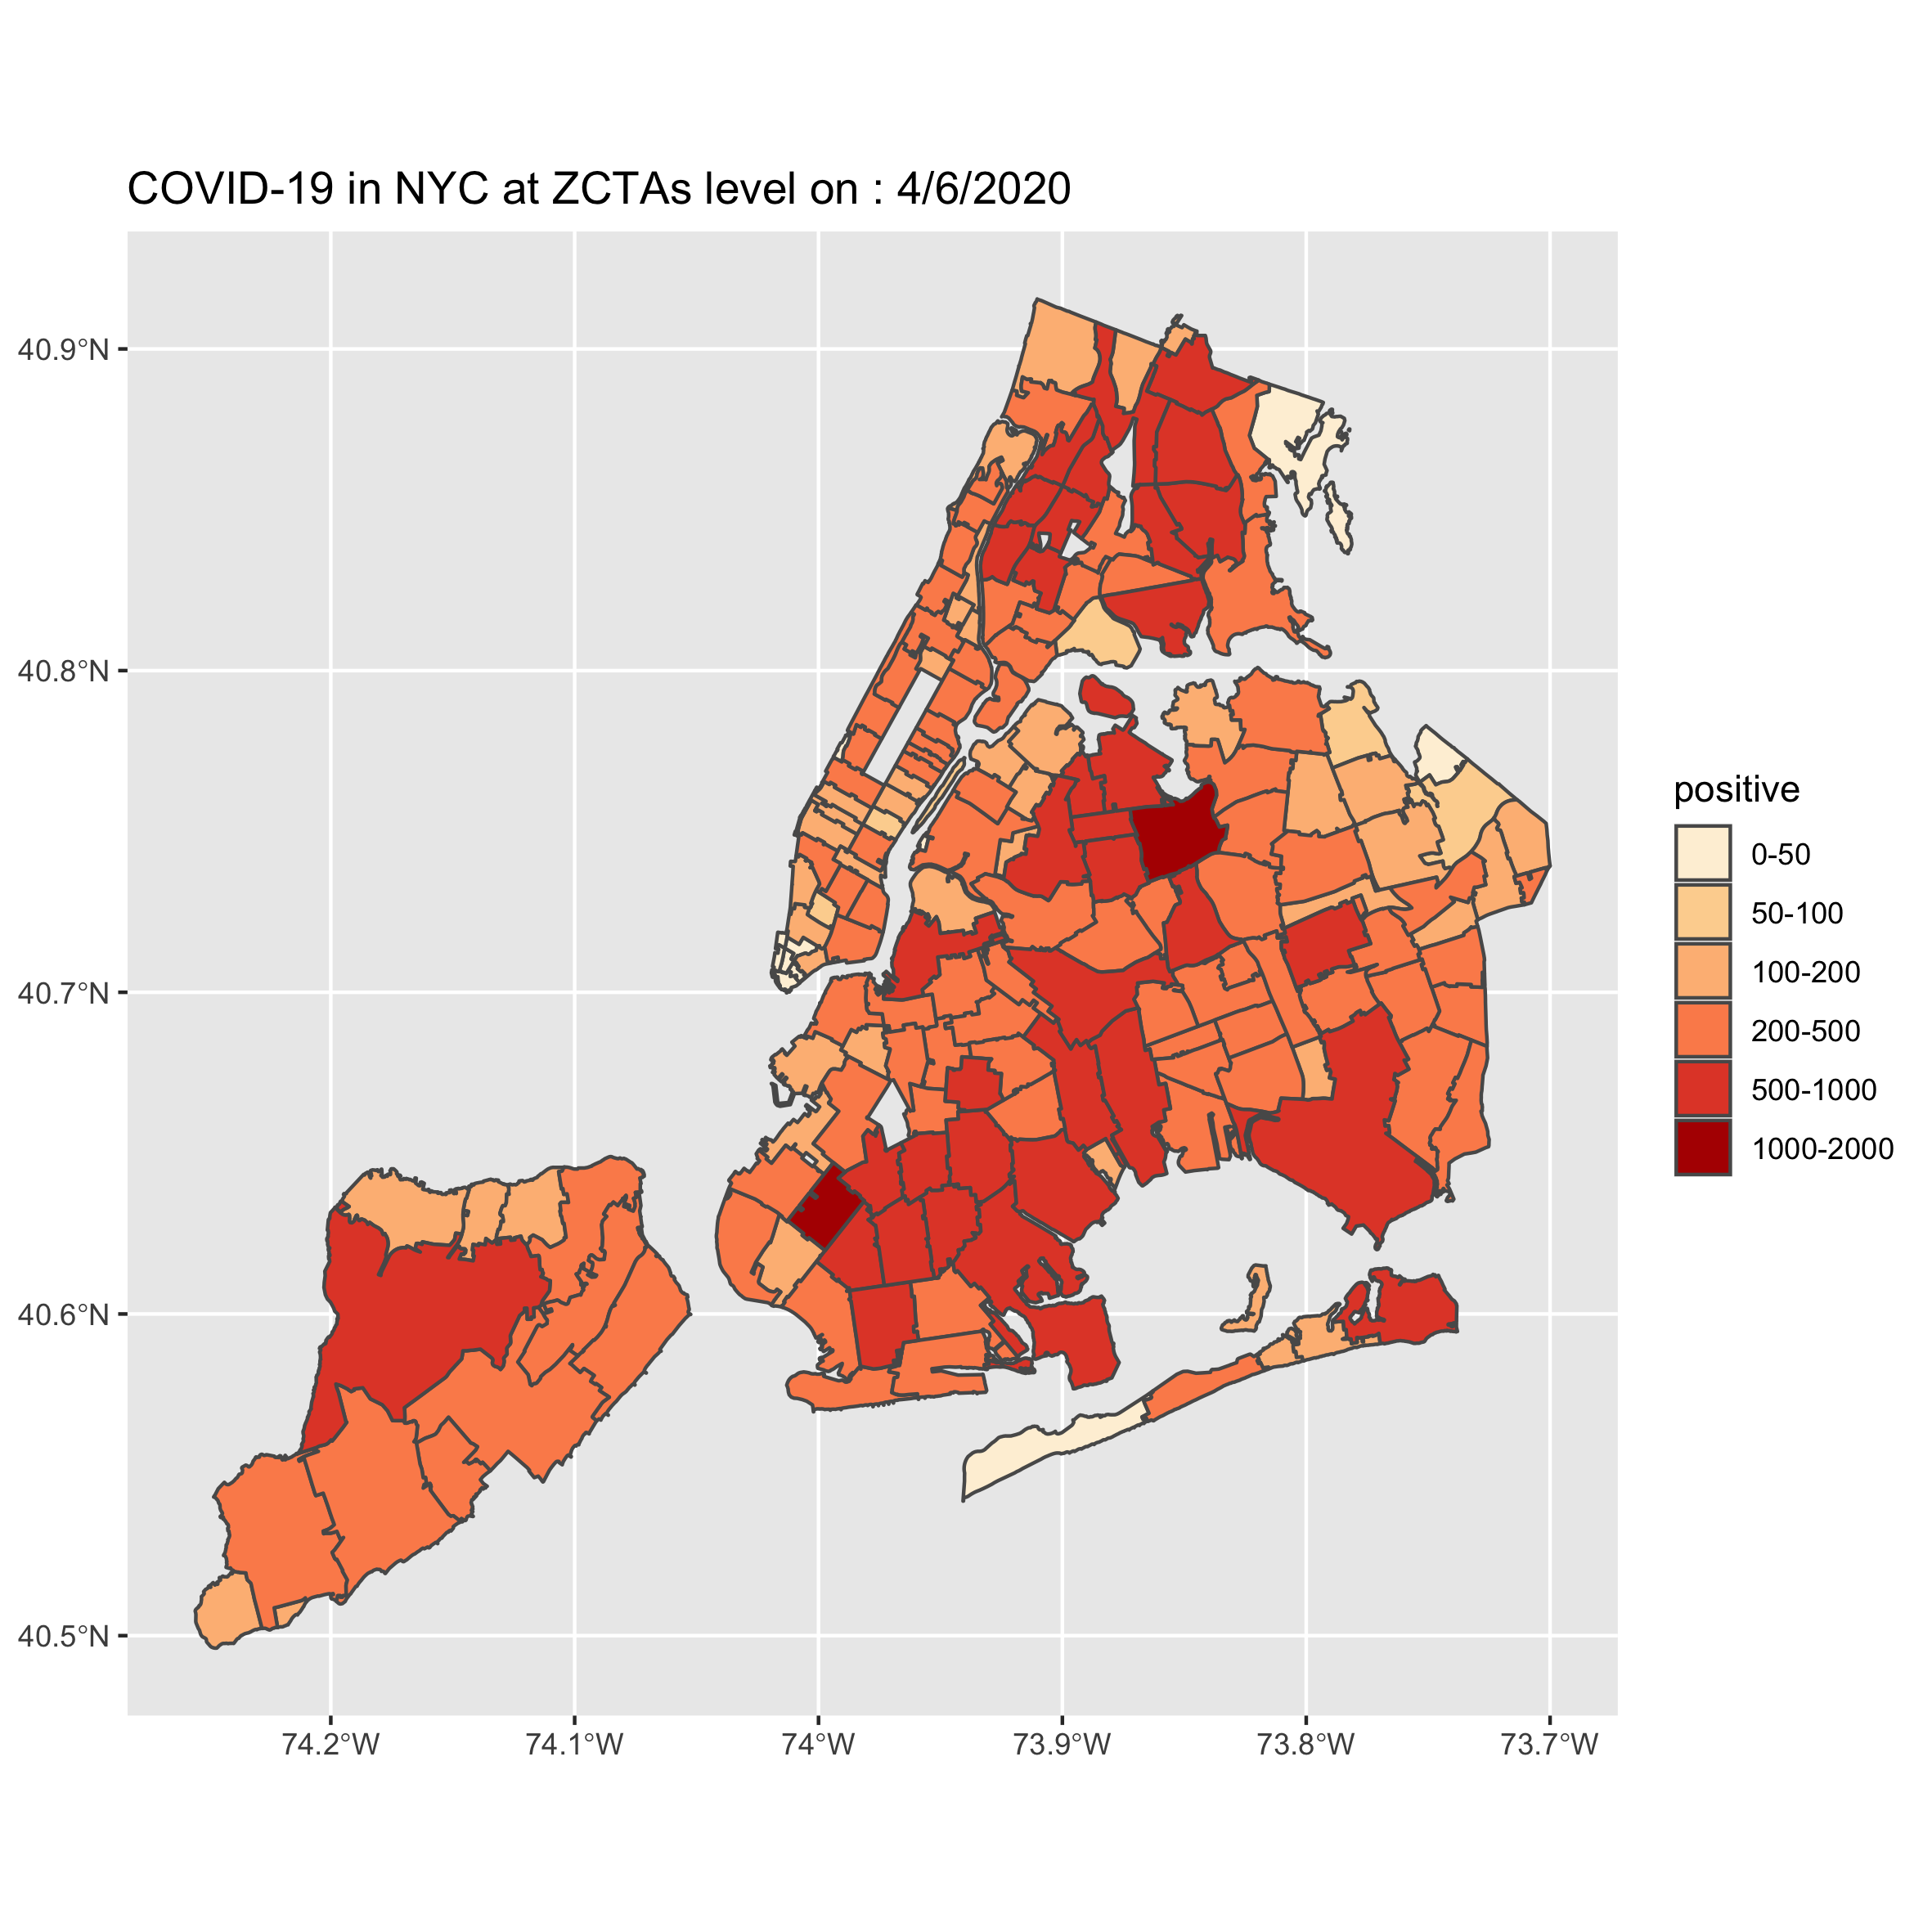 COVID-19 in NYC at ZCTAs level on : 4/6/2020
40.9°N
40.8°N
40.7°N
40.6°N
40.5°N
74.2°W
74.1°W
74°W
73.9°W
73.8°W
73.7°W
positive
0-50
50-100
100-200
200-500
500-1000
1000-2000